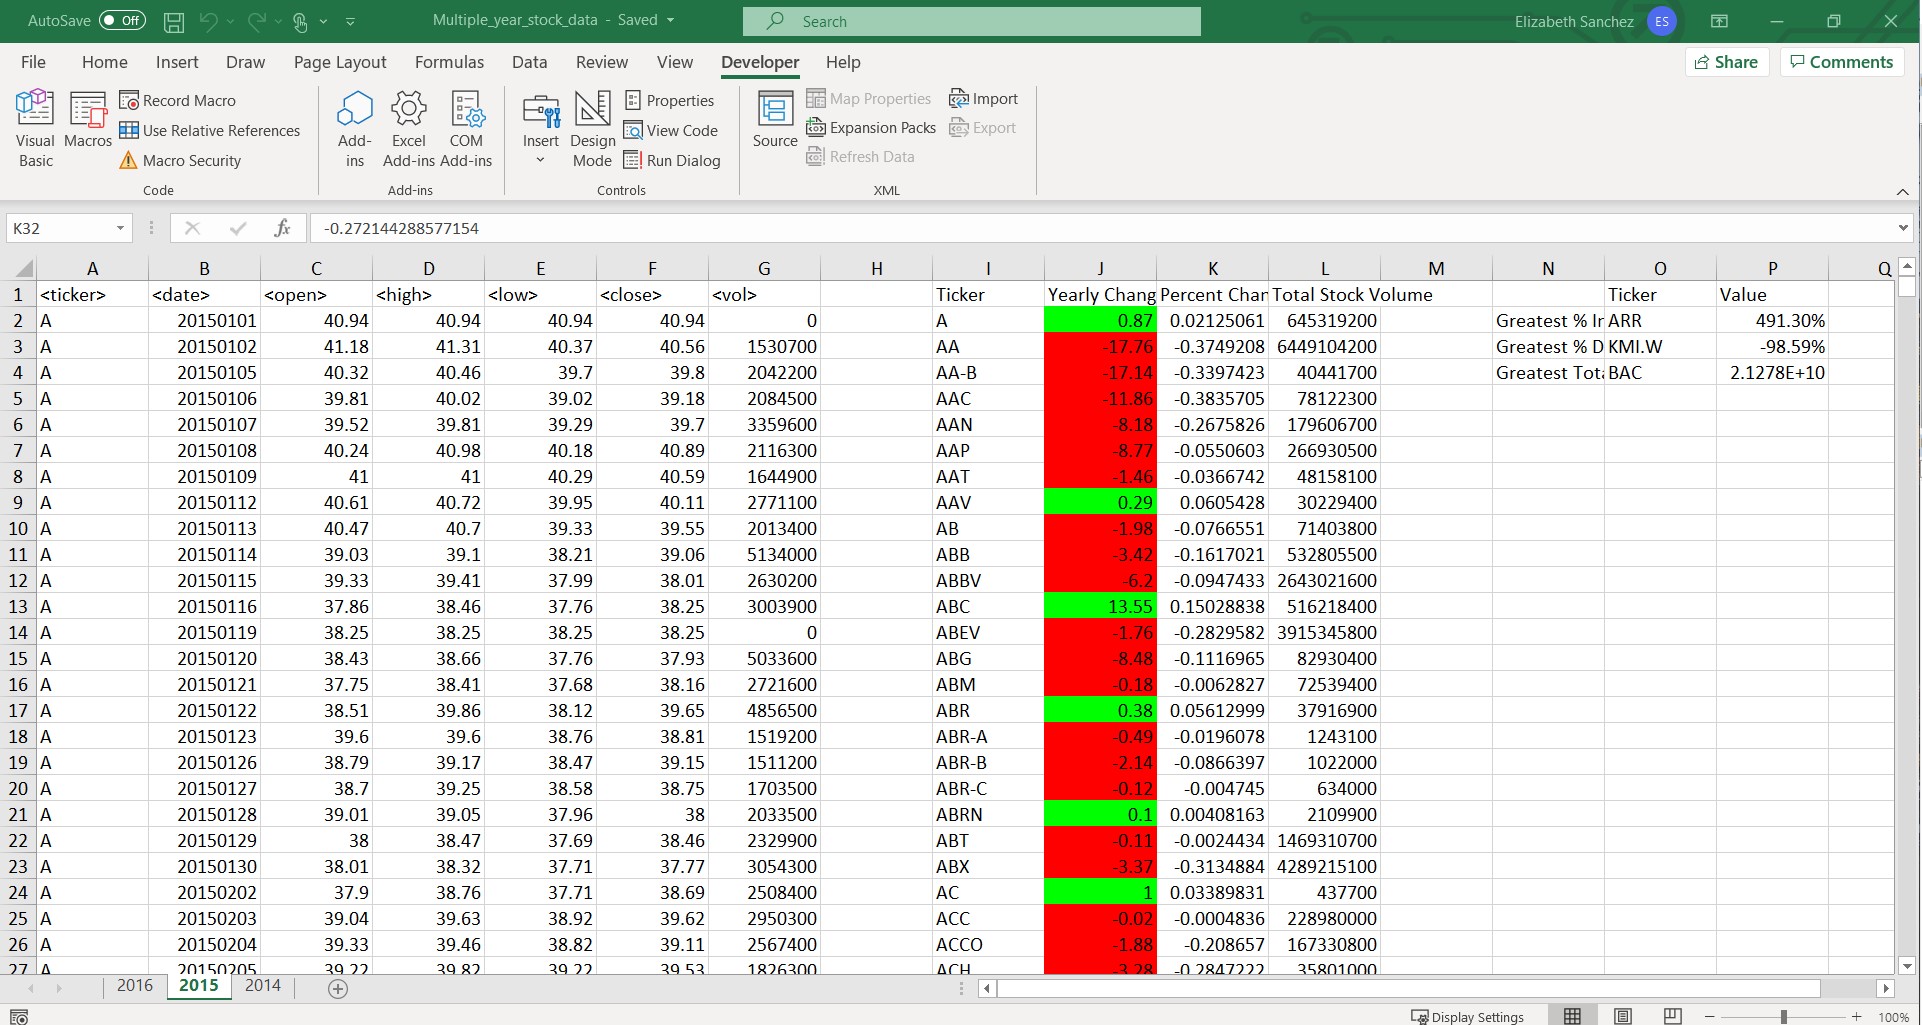 AutoSave Off Multiple_year_stock_data - Saved Search Elizabeth Sanchez ES
File Home Insert Draw Page Layout Formulas Data Review View Developer Help Share Comments
Visual Basic Macros Record Macro Use Relative References Macro Security Code
Add-ins Excel Add-ins COM Add-ins Add-ins
Insert Design Mode Properties View Code Run Dialog Controls
Source Map Properties Expansion Packs Refresh Data Import Export XML
K32 fx -0.272144288577154
A B C D E F G H I J K L M N O P Q
1 <ticker> <date> <open> <high> <low> <close> <vol> Ticker Yearly Chang Percent Char Total Stock Volume Ticker Value
2 A 20150101 40.94 40.94 40.94 40.94 0 A 0.87 0.02125061 645319200 Greatest % Ir ARR 491.30%
3 A 20150102 41.18 41.31 40.37 40.56 1530700 AA -17.76 -0.3749208 6449104200 Greatest % D KMI.W -98.59%
4 A 20150105 40.32 40.46 39.7 39.8 2042200 AA-B -17.14 -0.3397423 40441700 Greatest Tota BAC 2.1278E+10
5 A 20150106 39.81 40.02 39.02 39.18 2084500 AAC -11.86 -0.3835705 78122300
6 A 20150107 39.52 39.81 39.29 39.7 3359600 AAN -8.18 -0.2675826 179606700
7 A 20150108 40.24 40.98 40.18 40.89 2116300 AAP -8.77 -0.0550603 266930500
8 A 20150109 41 41 40.29 40.59 1644900 AAT -1.46 -0.0366742 48158100
9 A 20150112 40.61 40.72 39.95 40.11 2771100 AAV 0.29 0.0605428 30229400
10 A 20150113 40.47 40.7 39.33 39.55 2013400 AB -1.98 -0.0766551 71403800
11 A 20150114 39.03 39.1 38.21 39.06 5134000 ABB -3.42 -0.1617021 532805500
12 A 20150115 39.33 39.41 37.99 38.01 2630200 ABBV -6.2 -0.0947433 2643021600
13 A 20150116 37.86 38.46 37.76 38.25 3003900 ABC 13.55 0.15028838 516218400
14 A 20150119 38.25 38.25 38.25 38.25 0 ABEV -1.76 -0.2829582 3915345800
15 A 20150120 38.43 38.66 37.76 37.93 5033600 ABG -8.48 -0.1116965 82930400
16 A 20150121 37.75 38.41 37.68 38.16 2721600 ABM -0.18 -0.0062827 72539400
17 A 20150122 38.51 39.86 38.12 39.65 4856500 ABR 0.38 0.05612999 37916900
18 A 20150123 39.6 39.6 38.76 38.81 1519200 ABR-A -0.49 -0.0196078 1243100
19 A 20150126 38.79 39.17 38.47 39.15 1511200 ABR-B -2.14 -0.0866397 1022000
20 A 20150127 38.7 39.25 38.58 38.75 1703500 ABR-C -0.12 -0.004745 634000
21 A 20150128 39.01 39.05 37.96 38 2033500 ABRN 0.1 0.00408163 2109900
22 A 20150129 38 38.47 37.69 38.46 2329900 ABT -0.11 -0.0024434 1469310700
23 A 20150130 38.01 38.32 37.71 37.77 3054300 ABX -3.37 -0.3134884 4289215100
24 A 20150202 37.9 38.76 37.71 38.69 2508400 AC 1 0.03389831 437700
25 A 20150203 39.04 39.63 38.92 39.62 2950300 ACC -0.02 -0.0004836 228980000
26 A 20150204 39.33 39.46 38.82 39.11 2567400 ACCO -1.88 -0.208657 167330800
27 A 20150205 39.22 39.82 39.22 39.53 1826300 ACH -3.28 -0.2847222 35801000
2016 2015 2014
Display Settings 100%